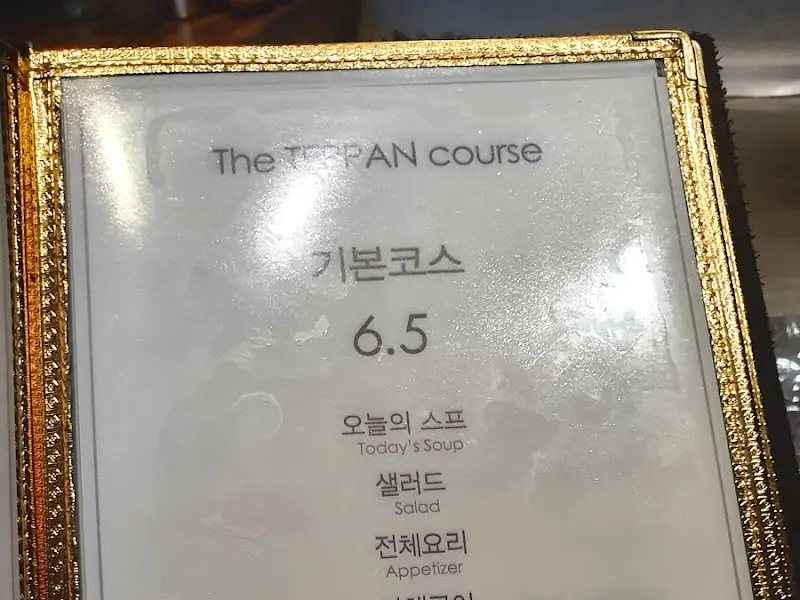 The TEPPAN course
기본코스
6.5
오늘의 스프
Today's Soup
샐러드
Salad
전체요리
Appetizer